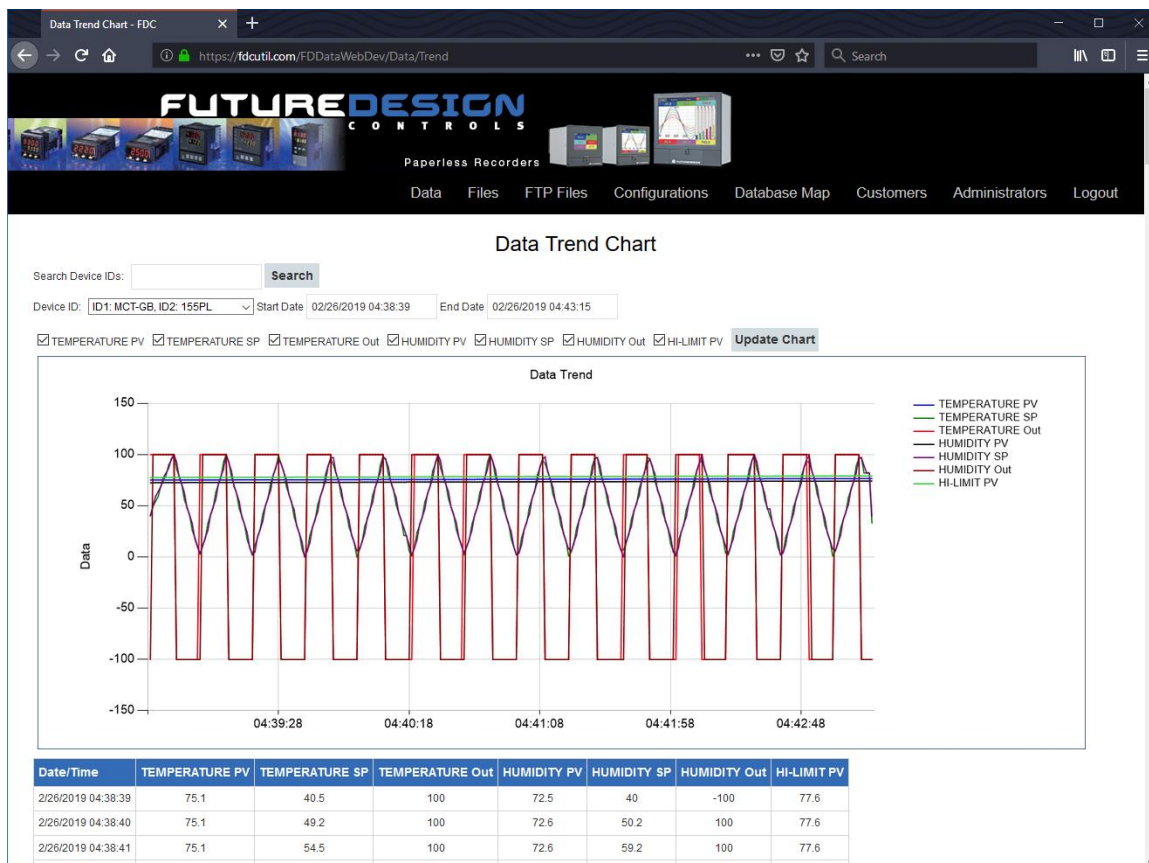 Data Trend Chart - FDC
https://fdcutil.com/FDDataWebDev/Data/Trend
Search
FUTUREDESIGN
CONTROLS
Paperless Recorders
Data Files FTP Files Configurations Database Map Customers Administrators Logout
Data Trend Chart
Search Device IDs: Search
Device ID: ID1: MCT-GB, ID2: 155PL Start Date 02/26/2019 04:38:39 End Date 02/26/2019 04:43:15
TEMPERATURE PV TEMPERATURE SP TEMPERATURE Out HUMIDITY PV HUMIDITY SP HUMIDITY Out HI-LIMIT PV Update Chart
Data Trend
150
100
50
0
-50
-100
-150
Data
04:39:28 04:40:18 04:41:08 04:41:58 04:42:48
TEMPERATURE PV
TEMPERATURE SP
TEMPERATURE Out
HUMIDITY PV
HUMIDITY SP
HUMIDITY Out
HI-LIMIT PV
Date/Time TEMPERATURE PV TEMPERATURE SP TEMPERATURE Out HUMIDITY PV HUMIDITY SP HUMIDITY Out HI-LIMIT PV
2/26/2019 04:38:39 75.1 40.5 100 72.5 40 -100 77.6
2/26/2019 04:38:40 75.1 49.2 100 72.6 50.2 100 77.6
2/26/2019 04:38:41 75.1 54.5 100 72.6 59.2 100 77.6